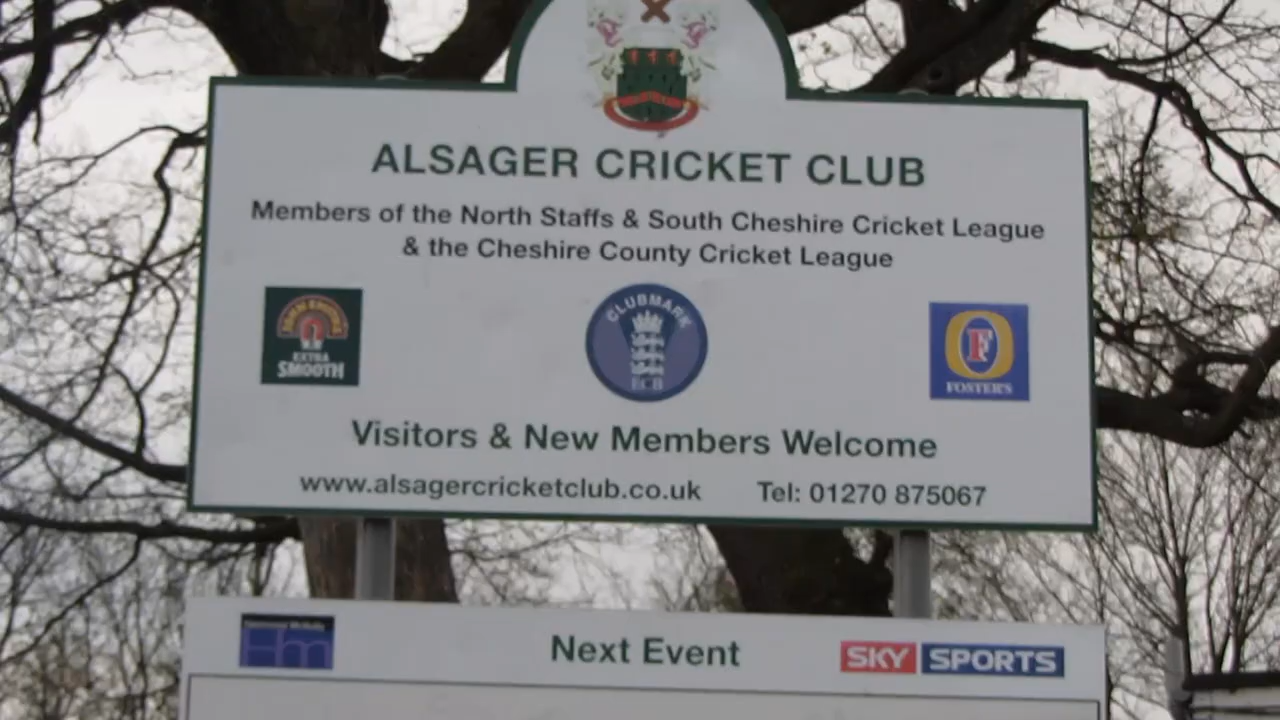 ALSAGER CRICKET CLUB
Members of the North Staffs & South Cheshire Cricket League
& the Cheshire County Cricket League
EXTRA
SMOOTH
CLUBMARK
ECB
F
FOSTER'S
Visitors & New Members Welcome
www.alsagercricketclub.co.uk Tel: 01270 875067
Hm
Next Event
SKY SPORTS